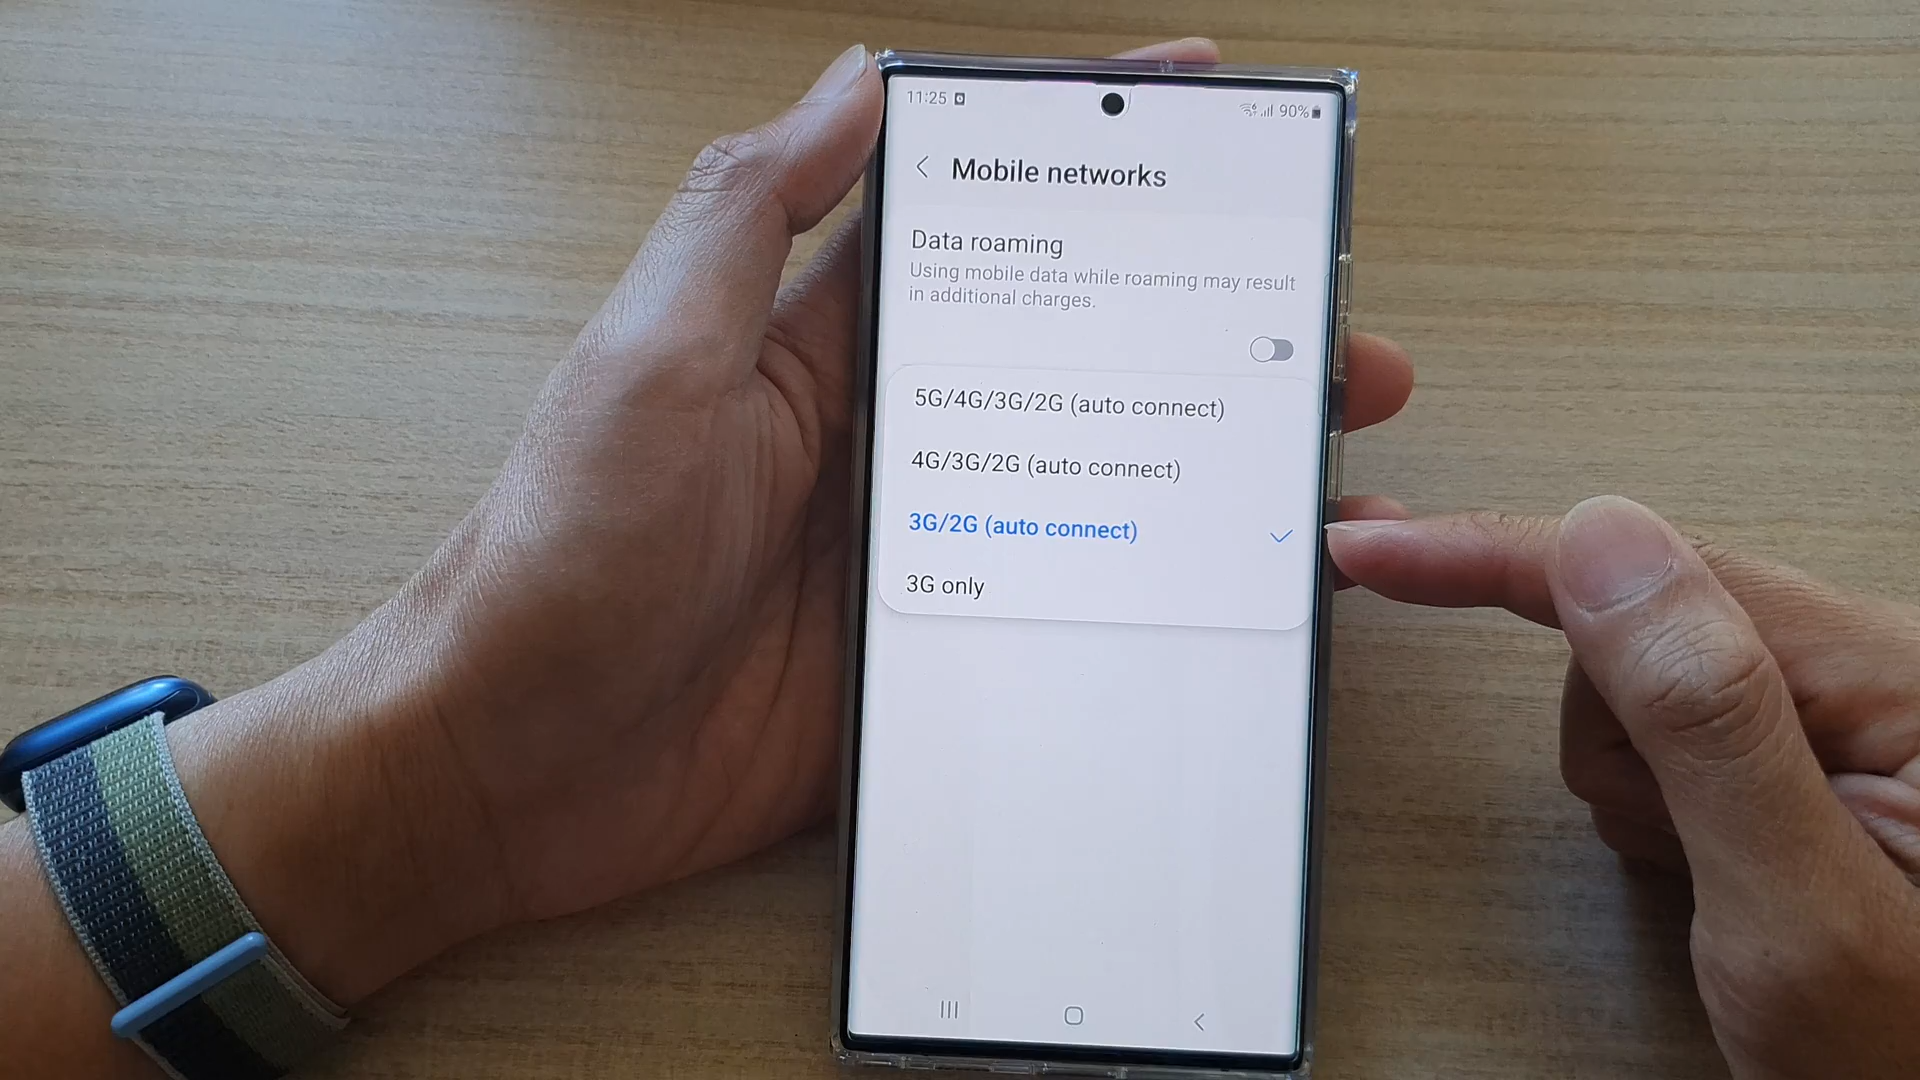 11:25
90%
Mobile networks
Data roaming
Using mobile data while roaming may result
in additional charges.
5G/4G/3G/2G (auto connect)
4G/3G/2G (auto connect)
3G/2G (auto connect)
3G only